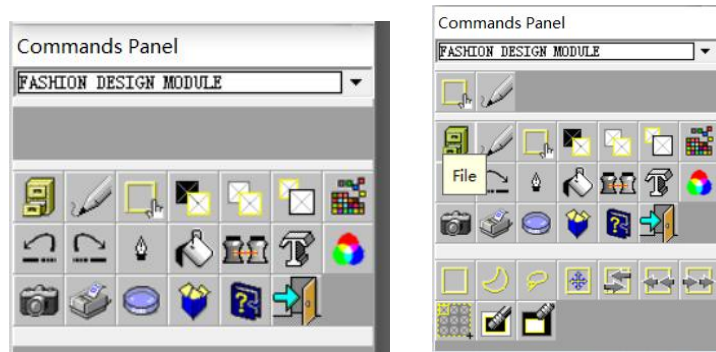 Commands Panel
FASHION DESIGN MODULE
Commands Panel
FASHION DESIGN MODULE
File